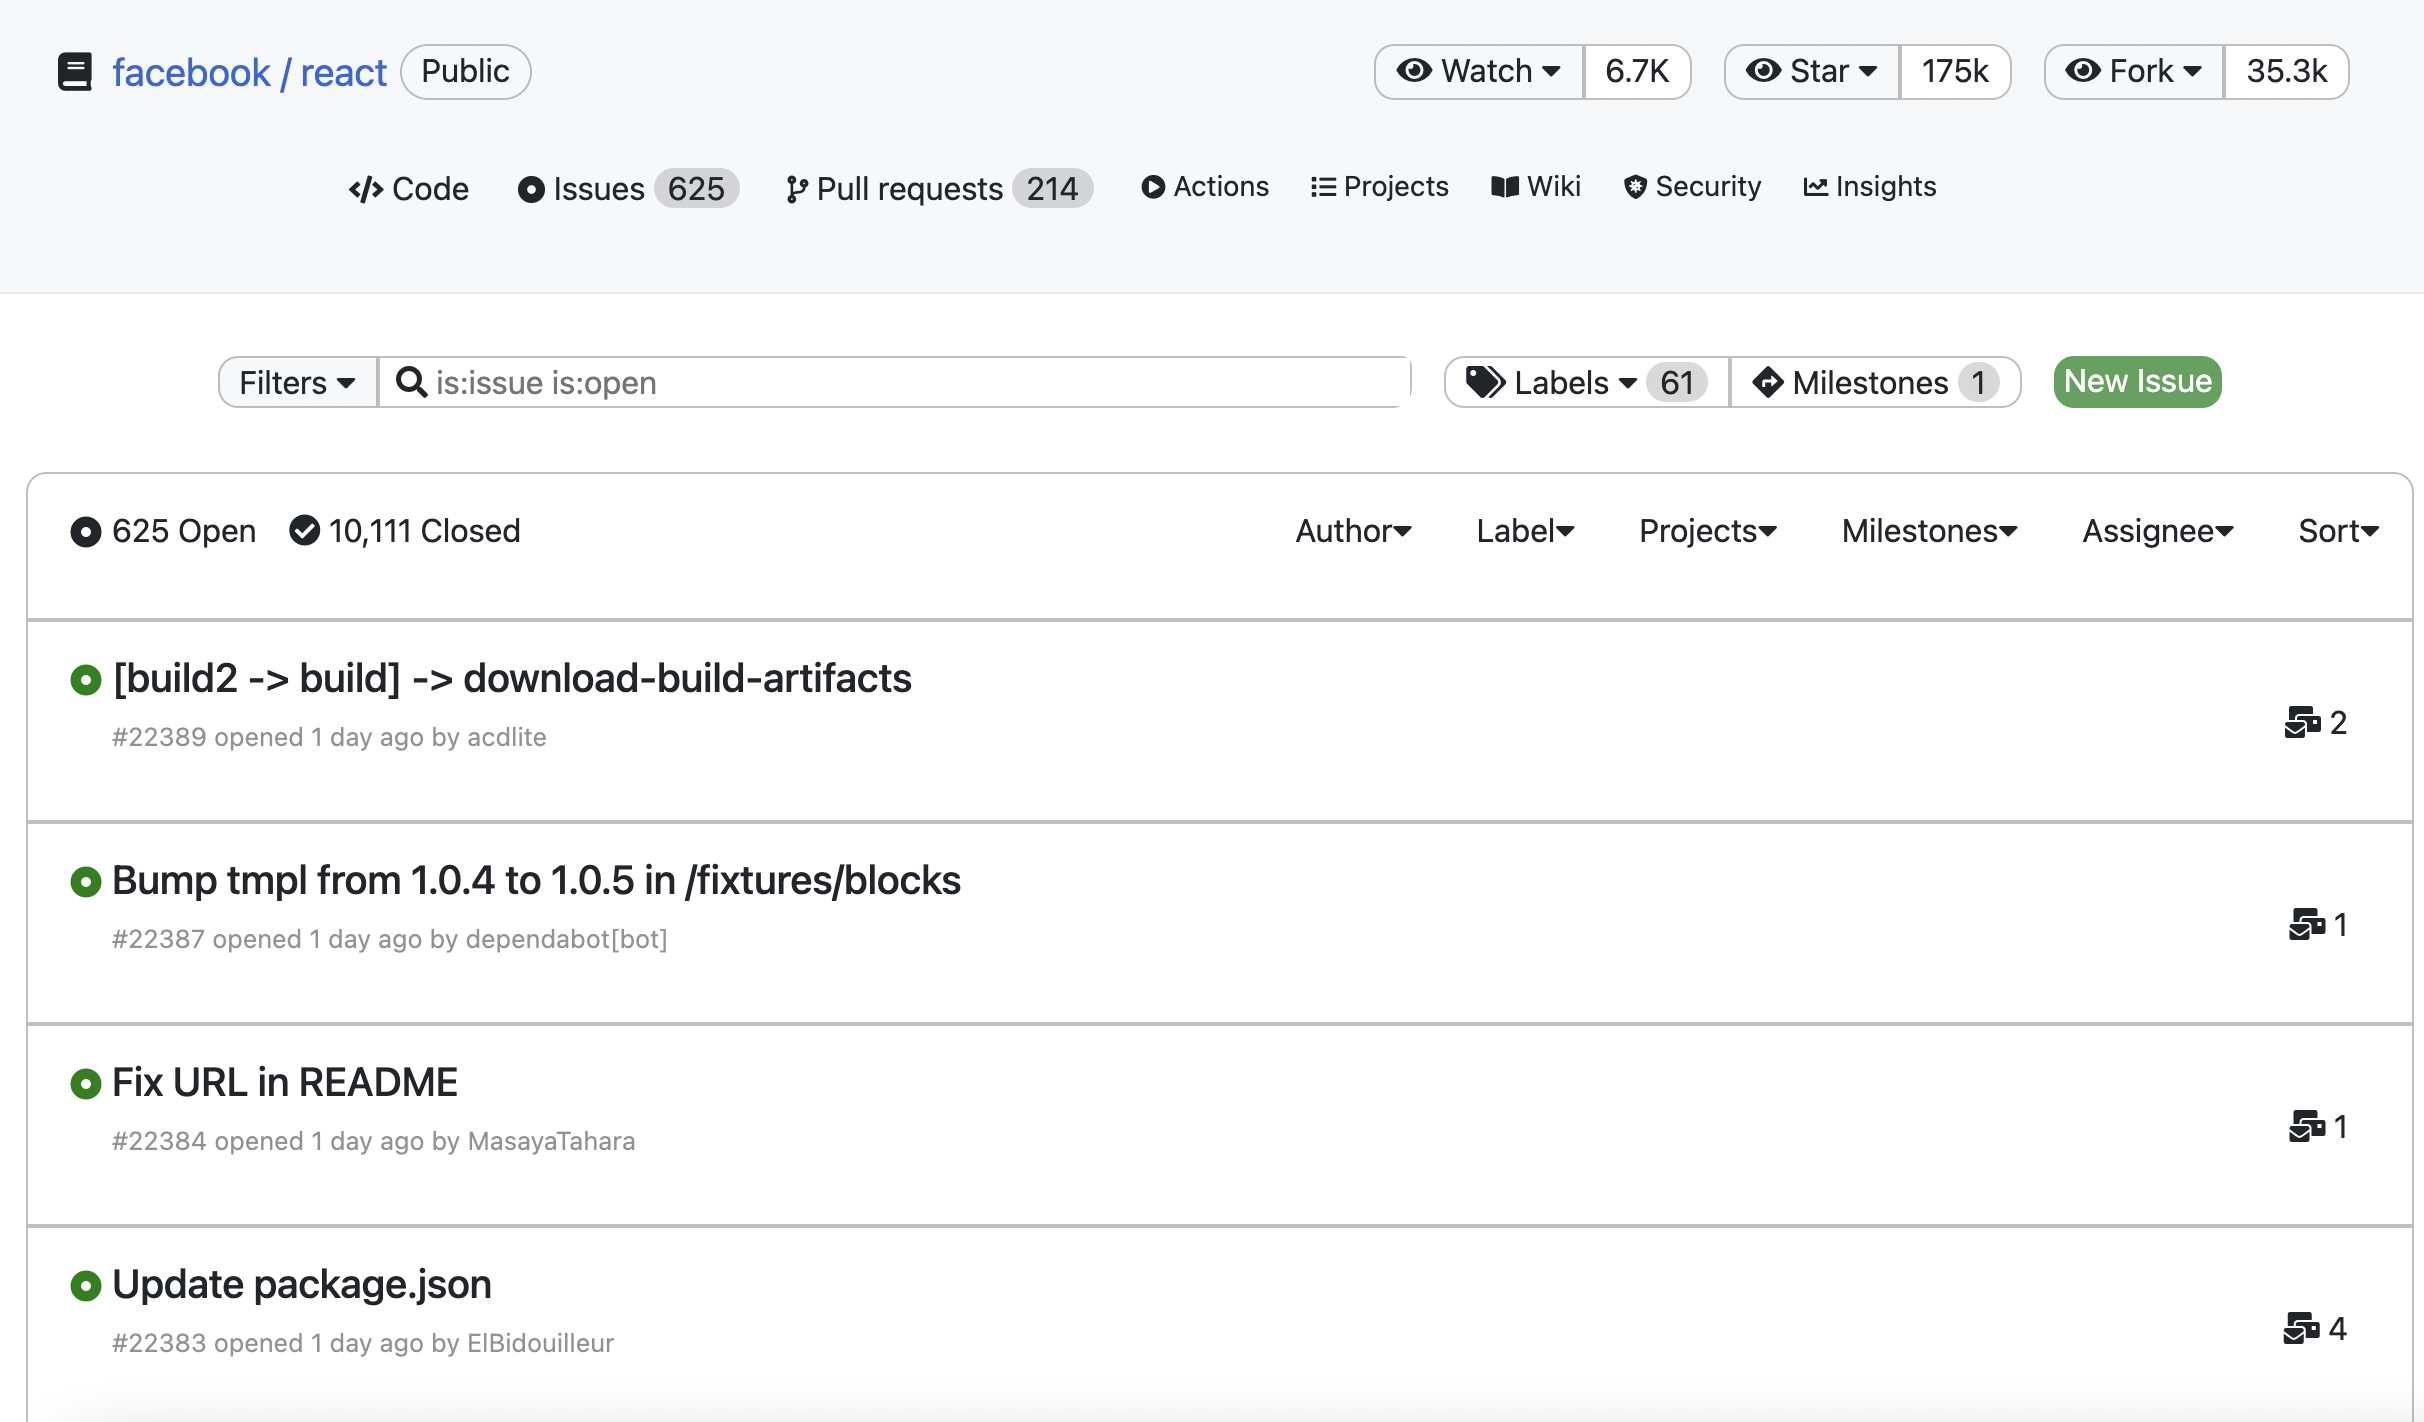 facebook / react Public Watch 6.7K Star 175k Fork 35.3k
Code Issues 625 Pull requests 214 Actions Projects Wiki Security Insights
Filters is:issue is:open Labels 61 Milestones 1 New Issue
625 Open 10,111 Closed Author Label Projects Milestones Assignee Sort
[build2 -> build] -> download-build-artifacts
#22389 opened 1 day ago by acdlite
2
Bump tmpl from 1.0.4 to 1.0.5 in /fixtures/blocks
#22387 opened 1 day ago by dependabot[bot]
1
Fix URL in README
#22384 opened 1 day ago by MasayaTahara
1
Update package.json
#22383 opened 1 day ago by ElBidouilleur
4